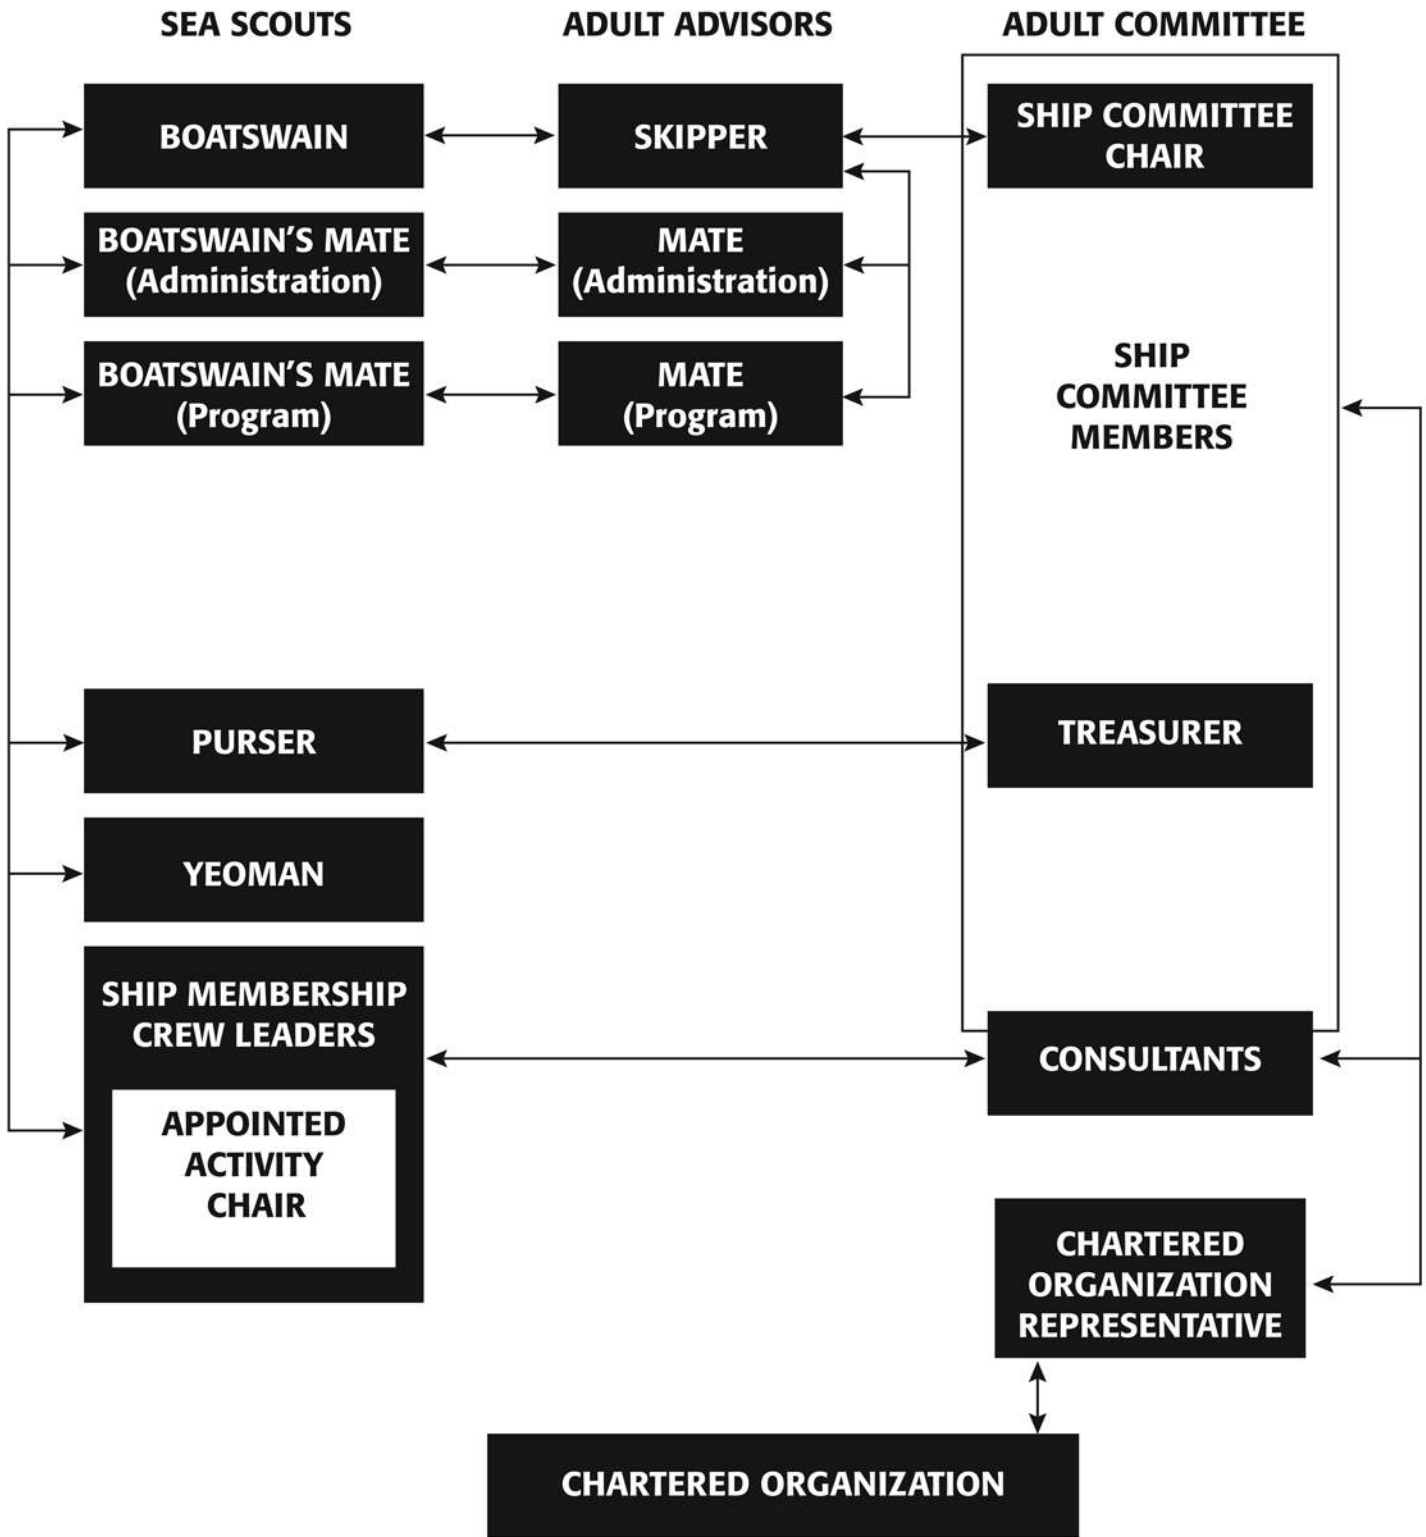 SEA SCOUTS
ADULT ADVISORS
ADULT COMMITTEE
BOATSWAIN
SKIPPER
SHIP COMMITTEE
CHAIR
BOATSWAIN’S MATE
(Administration)
MATE
(Administration)
BOATSWAIN’S MATE
(Program)
MATE
(Program)
SHIP
COMMITTEE
MEMBERS
PURSER
TREASURER
YEOMAN
SHIP MEMBERSHIP
CREW LEADERS
APPOINTED
ACTIVITY
CHAIR
CONSULTANTS
CHARTERED
ORGANIZATION
REPRESENTATIVE
CHARTERED ORGANIZATION